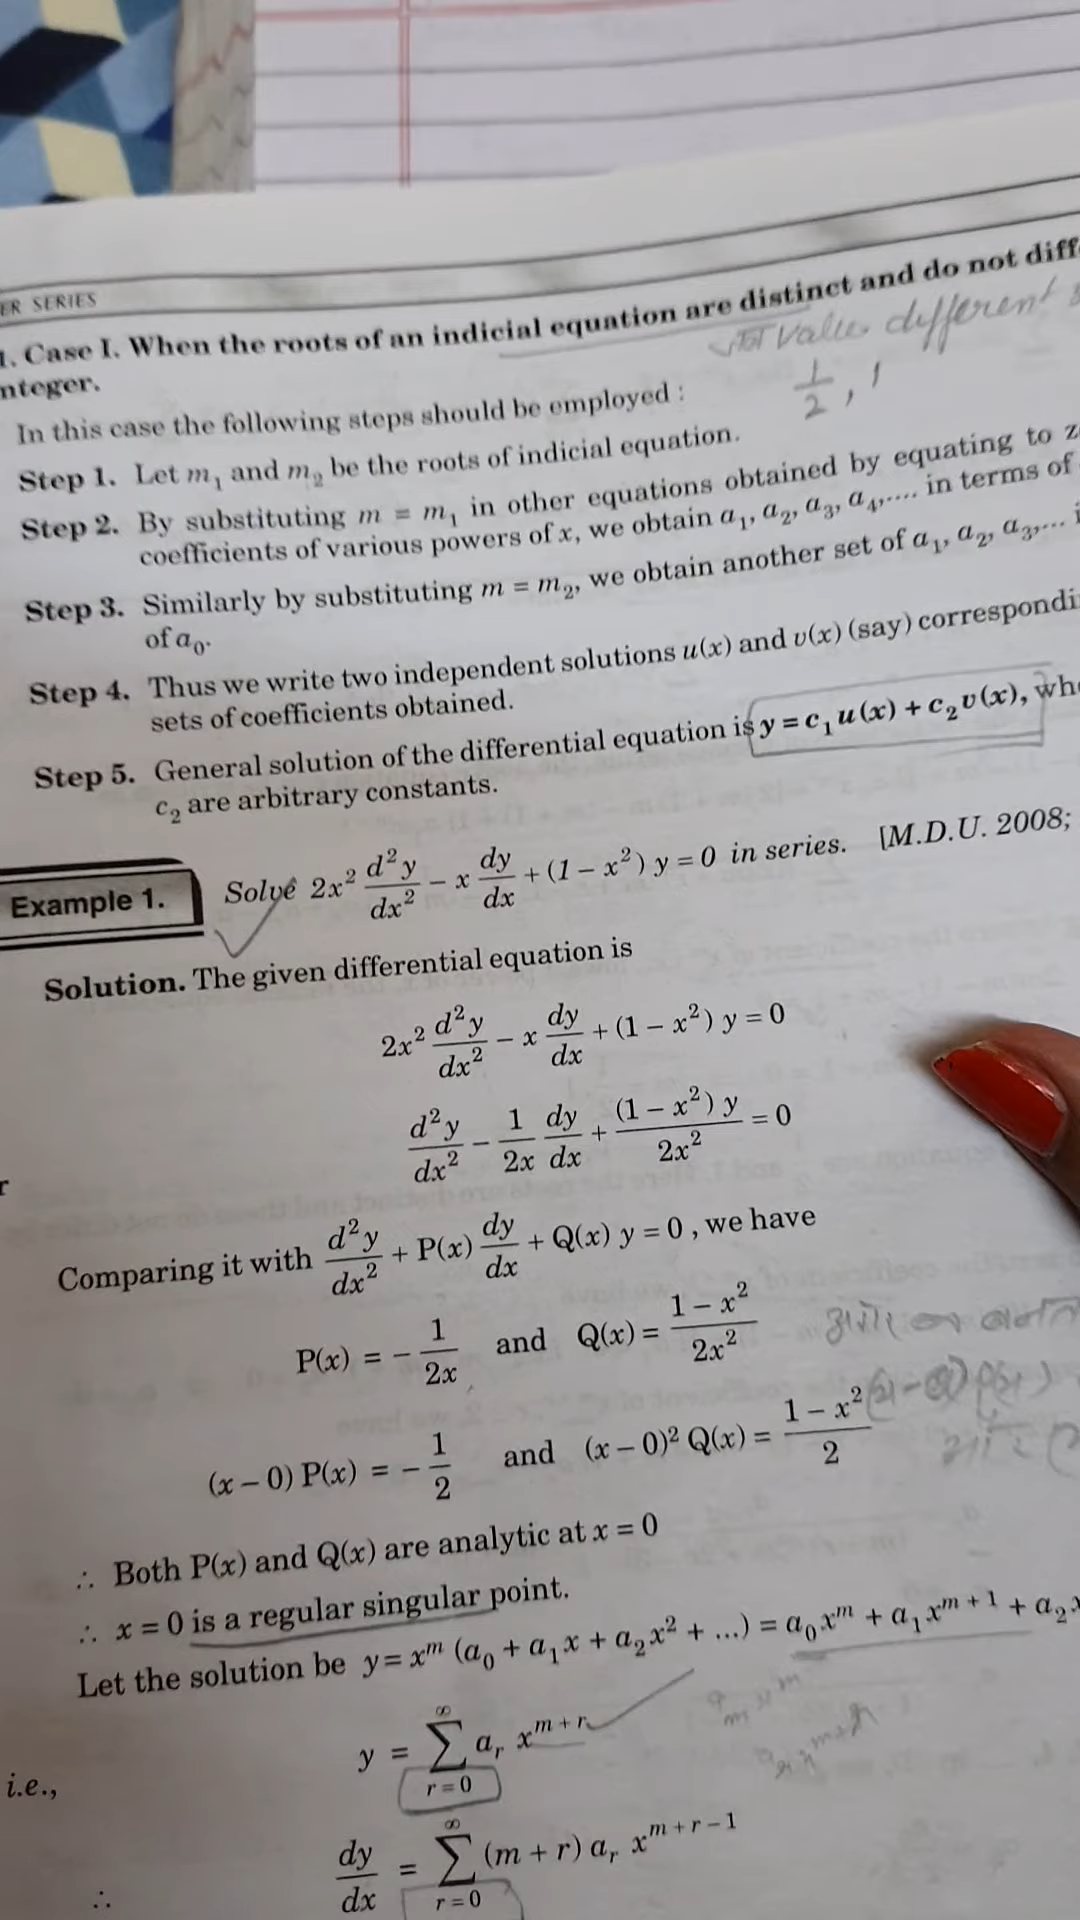 ER SERIES
1. Case I. When the roots of an indicial equation are distinct and do not diff
nteger.
value different
1/2, 1
In this case the following steps should be employed :
Step 1. Let m₁ and m₂ be the roots of indicial equation.
Step 2. By substituting m = m₁ in other equations obtained by equating to z
coefficients of various powers of x, we obtain a₁, a₂, a₃, a₄,.... in terms of
Step 3. Similarly by substituting m = m₂, we obtain another set of a₁, a₂, a₃,... i
of a₀.
Step 4. Thus we write two independent solutions u(x) and v(x) (say) correspondi
sets of coefficients obtained.
Step 5. General solution of the differential equation is y = c₁ u(x) + c₂ v(x), whe
c₂ are arbitrary constants.
Example 1. Solve 2x² d²y/dx² − x dy/dx + (1 − x²) y = 0 in series. [M.D.U. 2008;
Solution. The given differential equation is
2x² d²y/dx² − x dy/dx + (1 − x²) y = 0
r
d²y/dx² − 1/2x dy/dx + (1 − x²) y/2x² = 0
Comparing it with d²y/dx² + P(x) dy/dx + Q(x) y = 0 , we have
P(x) = − 1/2x and Q(x) = 1 − x²/2x²
(x − 0) P(x) = − 1/2 and (x − 0)² Q(x) = 1 − x²/2
∴ Both P(x) and Q(x) are analytic at x = 0
∴ x = 0 is a regular singular point.
Let the solution be y = xᵐ (a₀ + a₁x + a₂x² + ...) = a₀xᵐ + a₁xᵐ⁺¹ + a₂x
i.e., y = ∑_{r=0}^{∞} aᵣ x^{m+r}
∴ dy/dx = ∑_{r=0}^{∞} (m + r) aᵣ x^{m+r−1}